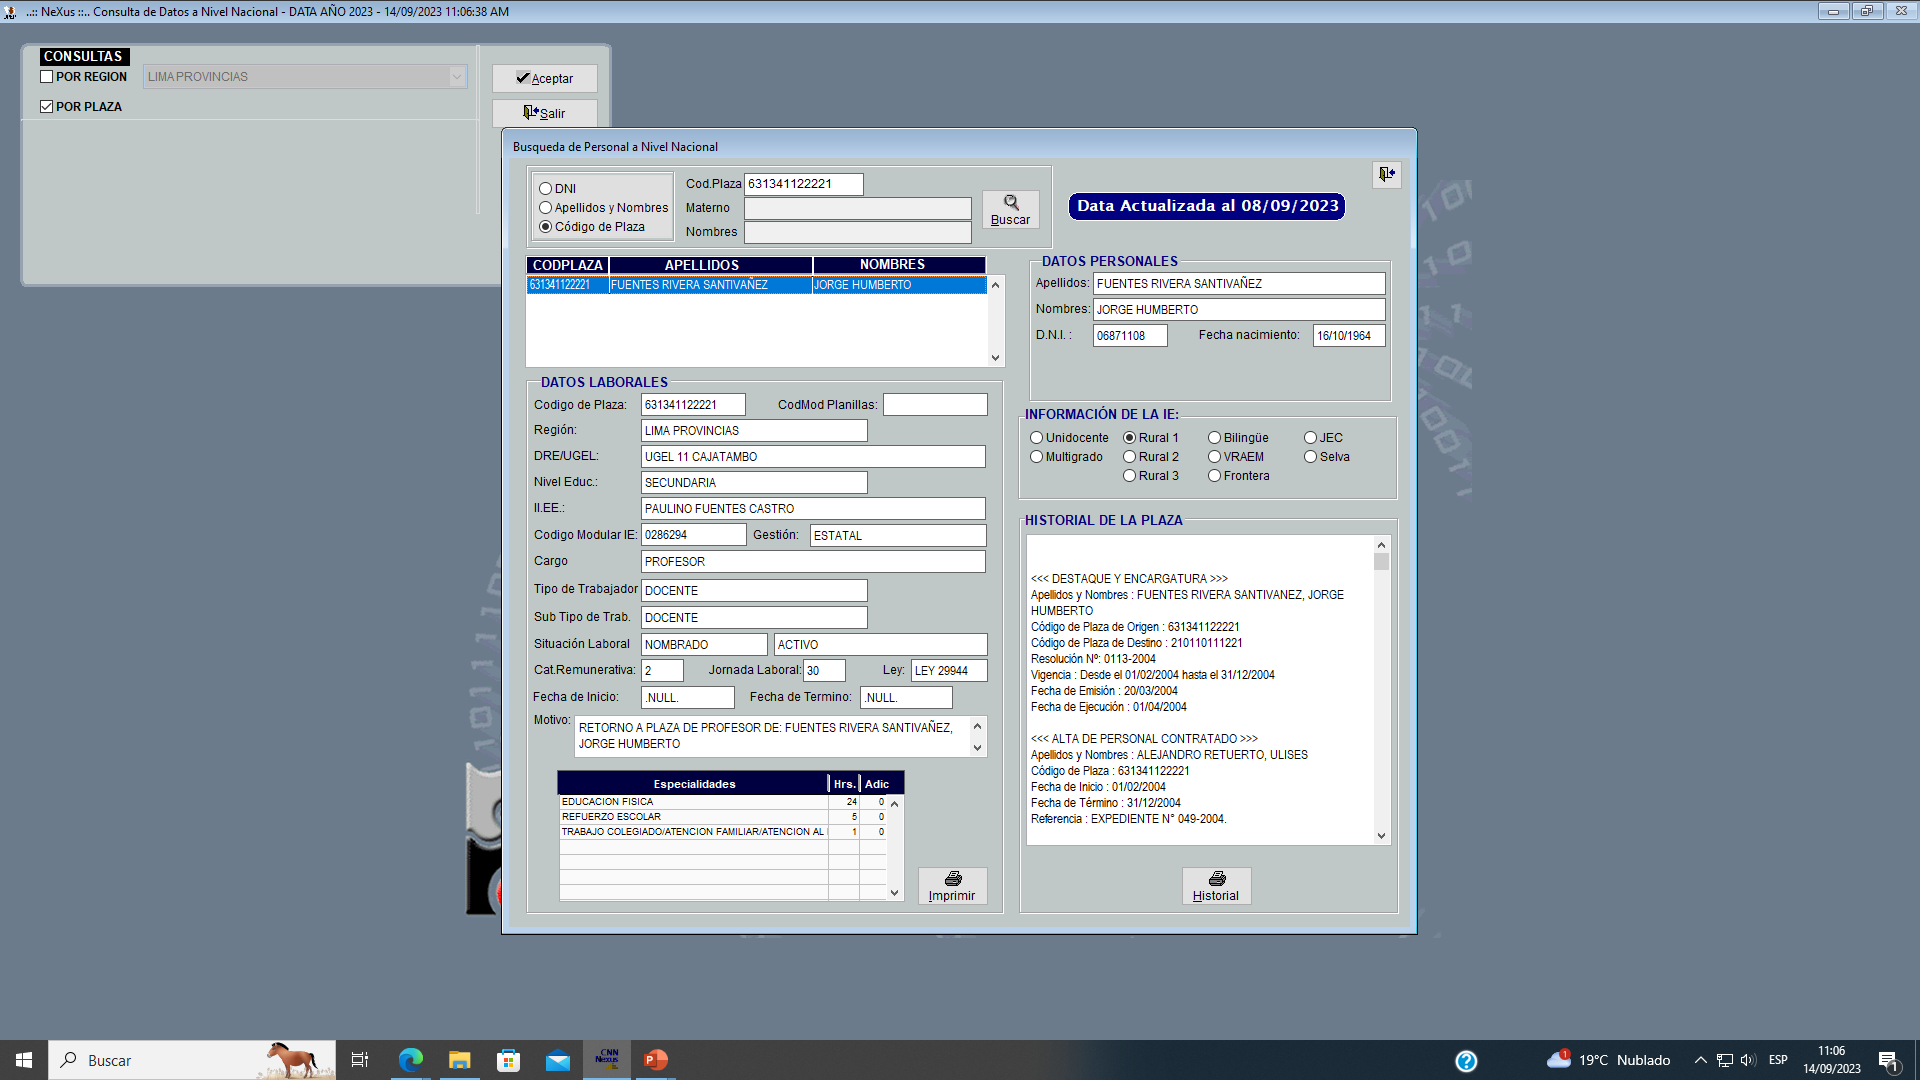 ..:: NeXus ::.. Consulta de Datos a Nivel Nacional - DATA AÑO 2023 - 14/09/2023 11:06:38 AM
CONSULTAS
POR REGION LIMA PROVINCIAS
POR PLAZA
Aceptar
Salir
Busqueda de Personal a Nivel Nacional
DNI
Apellidos y Nombres
Código de Plaza
Cod.Plaza 631341122221
Materno
Nombres
Buscar
Data Actualizada al 08/09/2023
CODPLAZA APELLIDOS NOMBRES
631341122221 FUENTES RIVERA SANTIVAÑEZ JORGE HUMBERTO
DATOS PERSONALES
Apellidos: FUENTES RIVERA SANTIVAÑEZ
Nombres: JORGE HUMBERTO
D.N.I. : 06871108 Fecha nacimiento: 16/10/1964
DATOS LABORALES
Codigo de Plaza: 631341122221 CodMod Planillas:
Región: LIMA PROVINCIAS
DRE/UGEL: UGEL 11 CAJATAMBO
Nivel Educ.: SECUNDARIA
II.EE.: PAULINO FUENTES CASTRO
Codigo Modular IE: 0286294 Gestión: ESTATAL
Cargo PROFESOR
Tipo de Trabajador DOCENTE
Sub Tipo de Trab. DOCENTE
Situación Laboral NOMBRADO ACTIVO
Cat.Remunerativa: 2 Jornada Laboral: 30 Ley: LEY 29944
Fecha de Inicio: .NULL. Fecha de Termino: .NULL.
Motivo: RETORNO A PLAZA DE PROFESOR DE: FUENTES RIVERA SANTIVAÑEZ,
JORGE HUMBERTO
Especialidades Hrs. Adic
EDUCACION FISICA 24 0
REFUERZO ESCOLAR 5 0
TRABAJO COLEGIADO/ATENCION FAMILIAR/ATENCION AL 1 0
Imprimir
INFORMACIÓN DE LA IE:
Unidocente Rural 1 Bilingüe JEC
Multigrado Rural 2 VRAEM Selva
Rural 3 Frontera
HISTORIAL DE LA PLAZA
<<< DESTAQUE Y ENCARGATURA >>>
Apellidos y Nombres : FUENTES RIVERA SANTIVANEZ, JORGE
HUMBERTO
Código de Plaza de Origen : 631341122221
Código de Plaza de Destino : 210110111221
Resolución Nº: 0113-2004
Vigencia : Desde el 01/02/2004 hasta el 31/12/2004
Fecha de Emisión : 20/03/2004
Fecha de Ejecución : 01/04/2004
<<< ALTA DE PERSONAL CONTRATADO >>>
Apellidos y Nombres : ALEJANDRO RETUERTO, ULISES
Código de Plaza : 631341122221
Fecha de Inicio : 01/02/2004
Fecha de Término : 31/12/2004
Referencia : EXPEDIENTE N° 049-2004.
Historial
Buscar
CNN
Nexus
19°C Nublado
ESP
11:06
14/09/2023